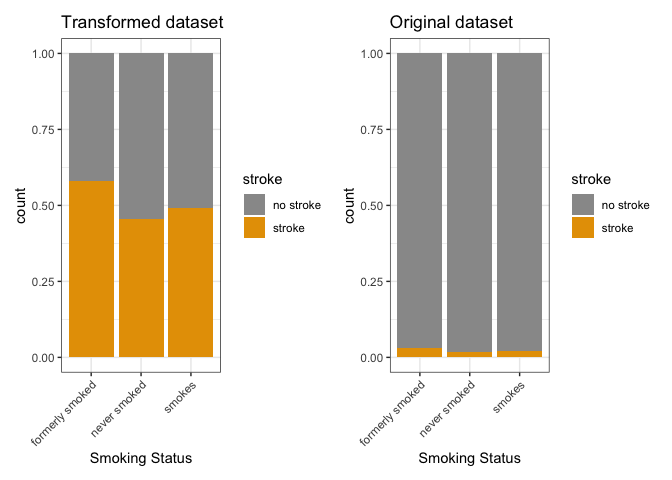 Transformed dataset
count
1.00
0.75
0.50
0.25
0.00
formerly smoked
never smoked
smokes
Smoking Status
stroke
no stroke
stroke
Original dataset
count
1.00
0.75
0.50
0.25
0.00
formerly smoked
never smoked
smokes
Smoking Status
stroke
no stroke
stroke